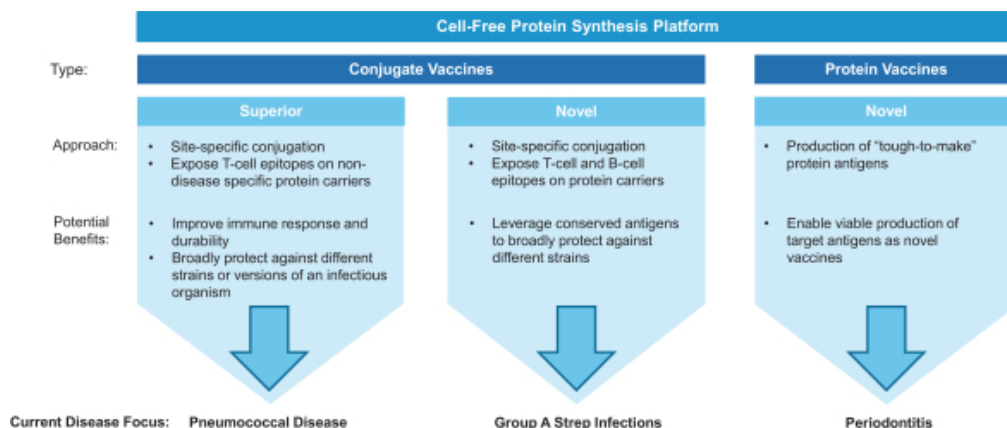 Cell-Free Protein Synthesis Platform
Type:
Conjugate Vaccines
Protein Vaccines
Superior
Novel
Novel
Approach:
• Site-specific conjugation
• Expose T-cell epitopes on non-
disease specific protein carriers
• Site-specific conjugation
• Expose T-cell and B-cell
epitopes on protein carriers
• Production of "tough-to-make"
protein antigens
Potential
Benefits:
• Improve immune response and
durability
• Broadly protect against different
strains or versions of an infectious
organism
• Leverage conserved antigens
to broadly protect against
different strains
• Enable viable production of
target antigens as novel
vaccines
Current Disease Focus:
Pneumococcal Disease
Group A Strep Infections
Periodontitis